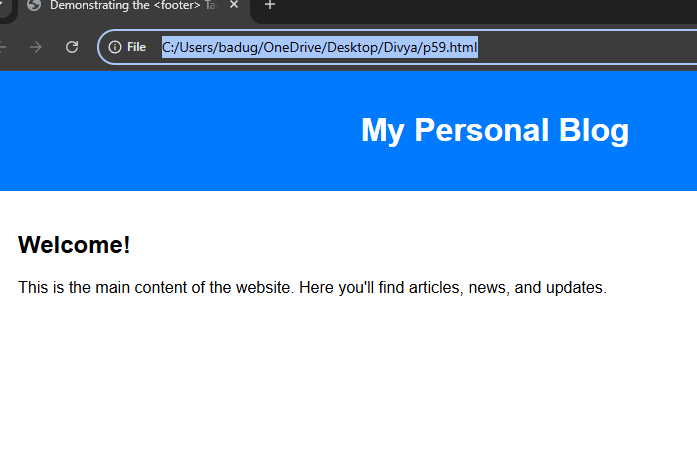 Demonstrating the <footer> Ta
File C:/Users/badug/OneDrive/Desktop/Divya/p59.html
My Personal Blog
Welcome!
This is the main content of the website. Here you'll find articles, news, and updates.